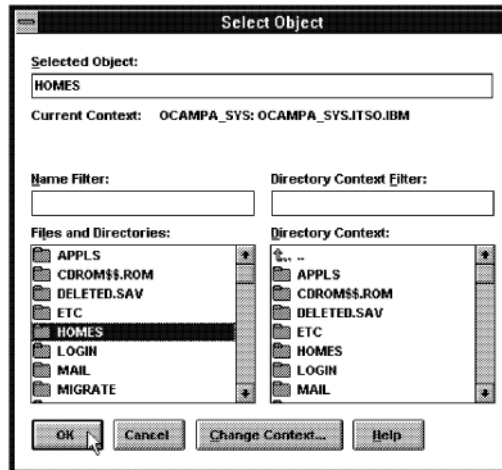 Select Object
Selected Object:
HOMES
Current Context: OCAMPA_SYS: OCAMPA_SYS.ITSO.IBM
Name Filter:
Directory Context Filter:
Files and Directories:
APPLS
CDROM$$.ROM
DELETED.SAV
ETC
HOMES
LOGIN
MAIL
MIGRATE
Directory Context:
..
APPLS
CDROM$$.ROM
DELETED.SAV
ETC
HOMES
LOGIN
MAIL
OK Cancel Change Context... Help